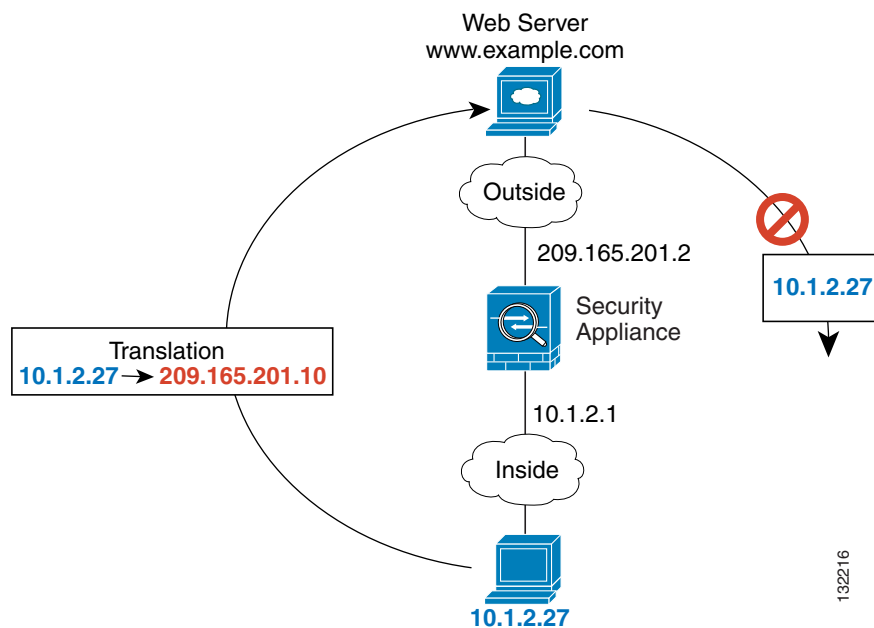 Web Server
www.example.com
Outside
209.165.201.2
10.1.2.27
Security
Appliance
Translation
10.1.2.27 209.165.201.10
10.1.2.1
Inside
10.1.2.27
132216